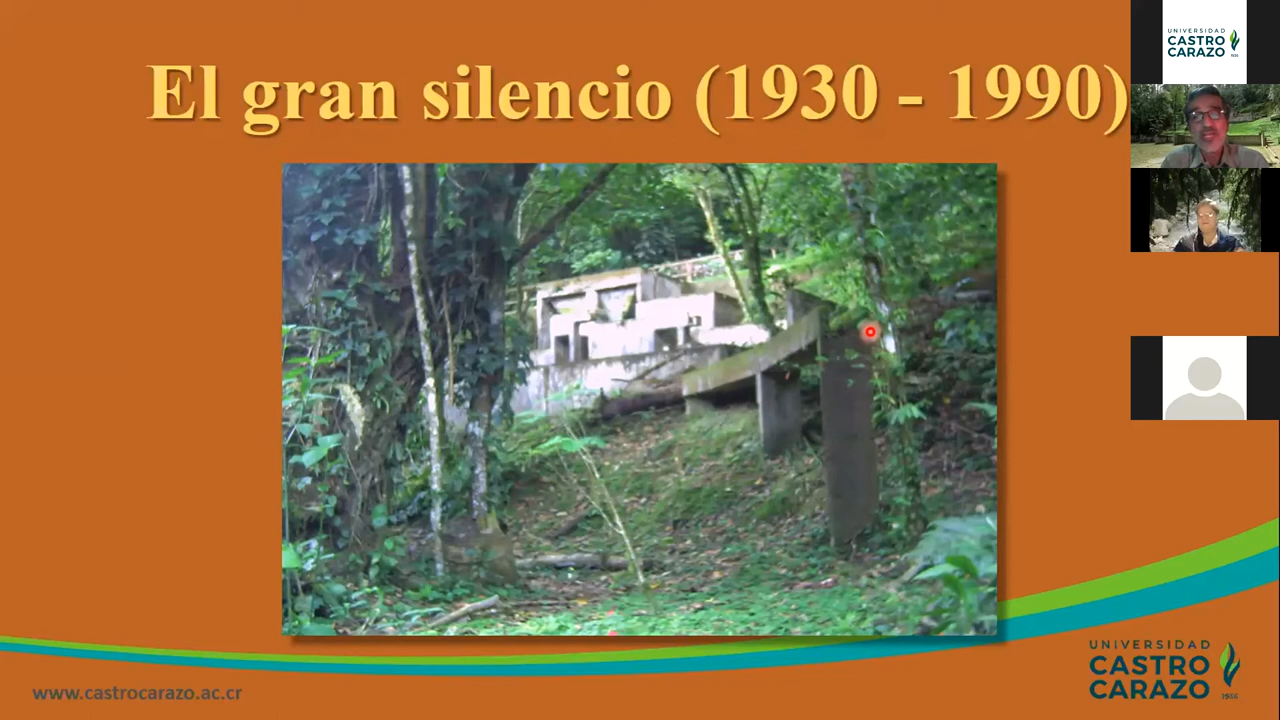 El gran silencio (1930 - 1990)
UNIVERSIDAD
CASTRO
CARAZO
www.castrocarazo.ac.cr
UNIVERSIDAD
CASTRO
CARAZO